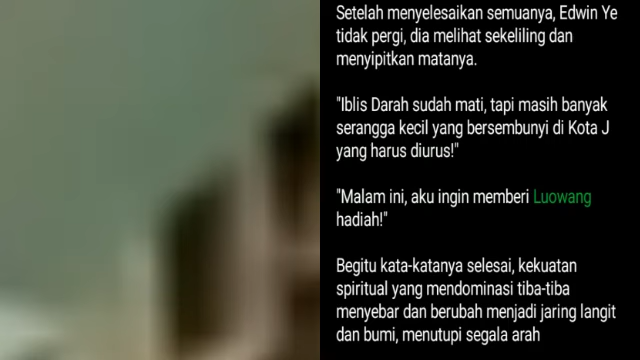 Setelah menyelesaikan semuanya, Edwin Ye
tidak pergi, dia melihat sekeliling dan
menyipitkan matanya.
"Iblis Darah sudah mati, tapi masih banyak
serangga kecil yang bersembunyi di Kota J
yang harus diurus!"
"Malam ini, aku ingin memberi Luowang
hadiah!"
Begitu kata-katanya selesai, kekuatan
spiritual yang mendominasi tiba-tiba
menyebar dan berubah menjadi jaring langit
dan bumi, menutupi segala arah